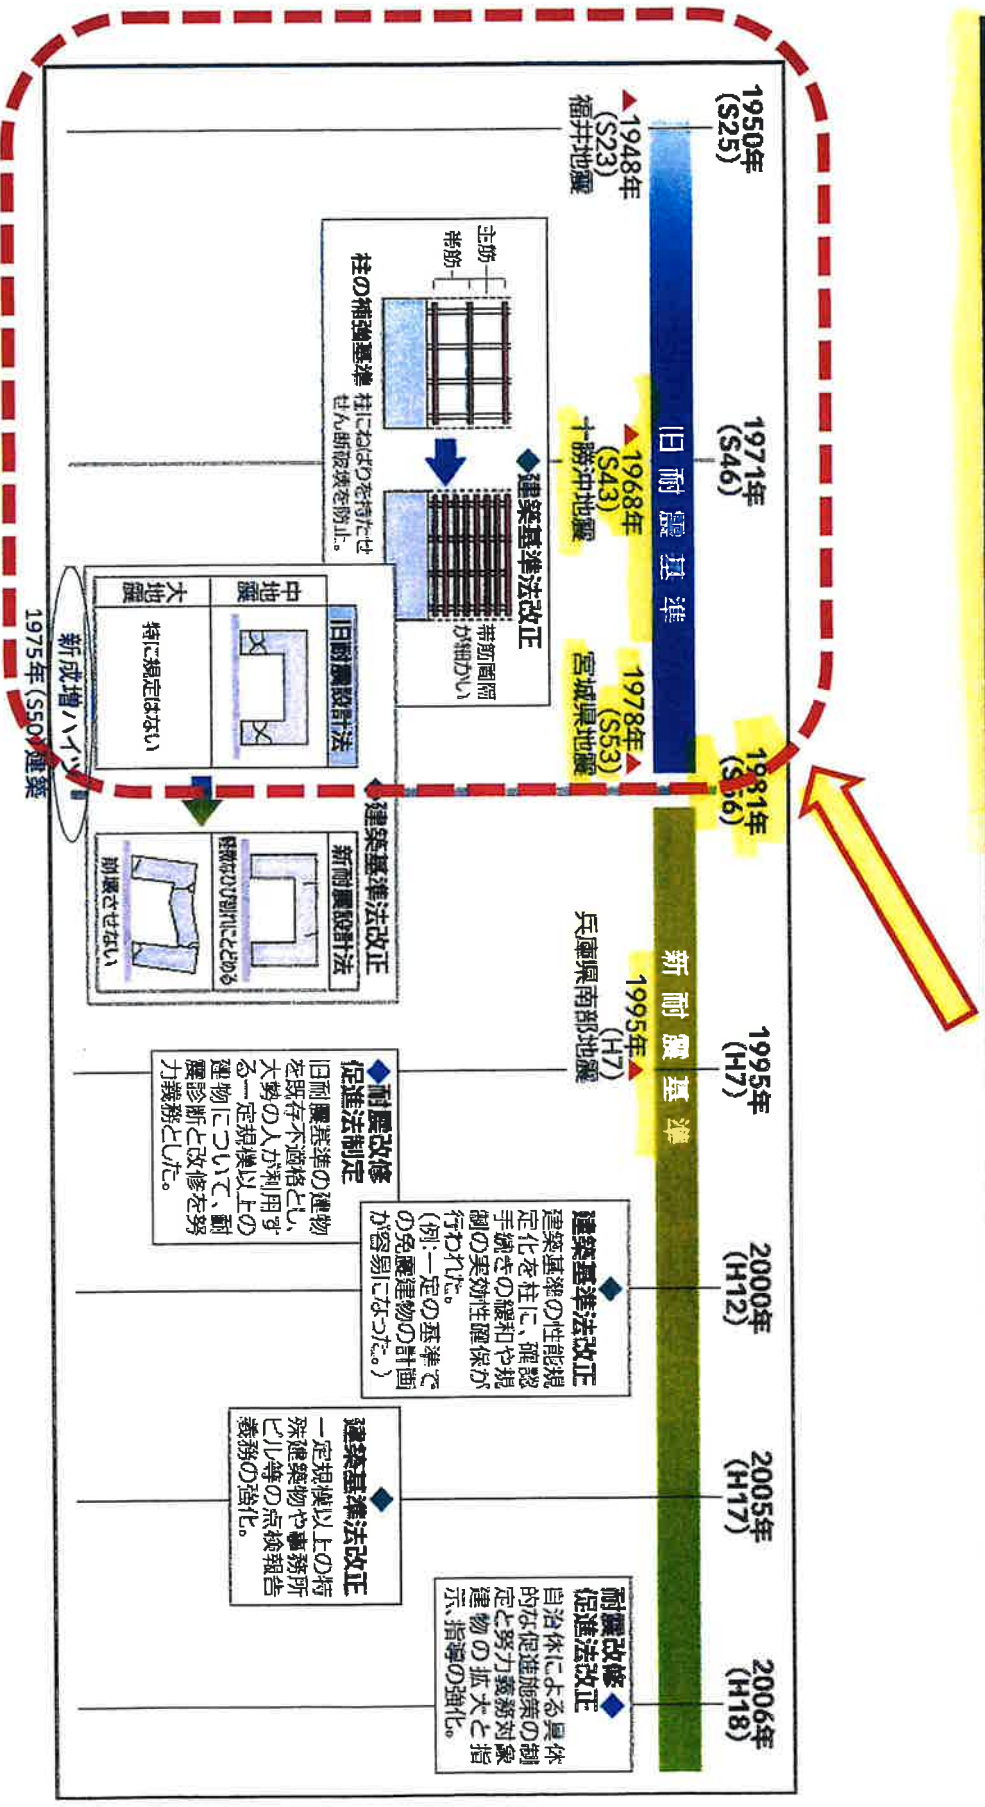 1950年
(S25)
1971年
(S46)
1981年
(S56)
1995年
(H7)
2000年
(H12)
2005年
(H17)
2006年
(H18)
旧耐震基準
新耐震基準
▲1948年
(S23)
福井地震
▲1968年
(S43)
十勝沖地震
1978年▲
(S53)
宮城県地震
1995年▲
(H7)
兵庫県南部地震
◆建築基準法改正
主筋
帯筋
帯筋間隔
が細かい
柱の補強基準
柱にねばりを持たせ
せん断破壊を防止。
◆建築基準法改正
旧耐震設計法
新耐震設計法
中地震
軽微なひび割れにとどめる
大地震
特に規定はない
崩壊させない
新成増ハイツ
1975年(S50)建築
◆耐震改修
促進法制定
旧耐震基準の建物
を既存不適格とし、
大勢の人が利用す
る一定規模以上の
建物について、耐
震診断と改修を努
力義務とした。
◆
建築基準法改正
建築基準の性能規
定化を柱に、確認
手続きの緩和や規
制の実効性確保が
行われた。
(例:一定の基準で
の免震建物の計画
が容易になった。)
◆
建築基準法改正
一定規模以上の特
殊建築物や事務所
ビル等の点検報告
義務の強化。
耐震改修◆
促進法改正
自治体による具体
的な促進施策の制
定と努力義務対象
建物の拡大と指
示、指導の強化。